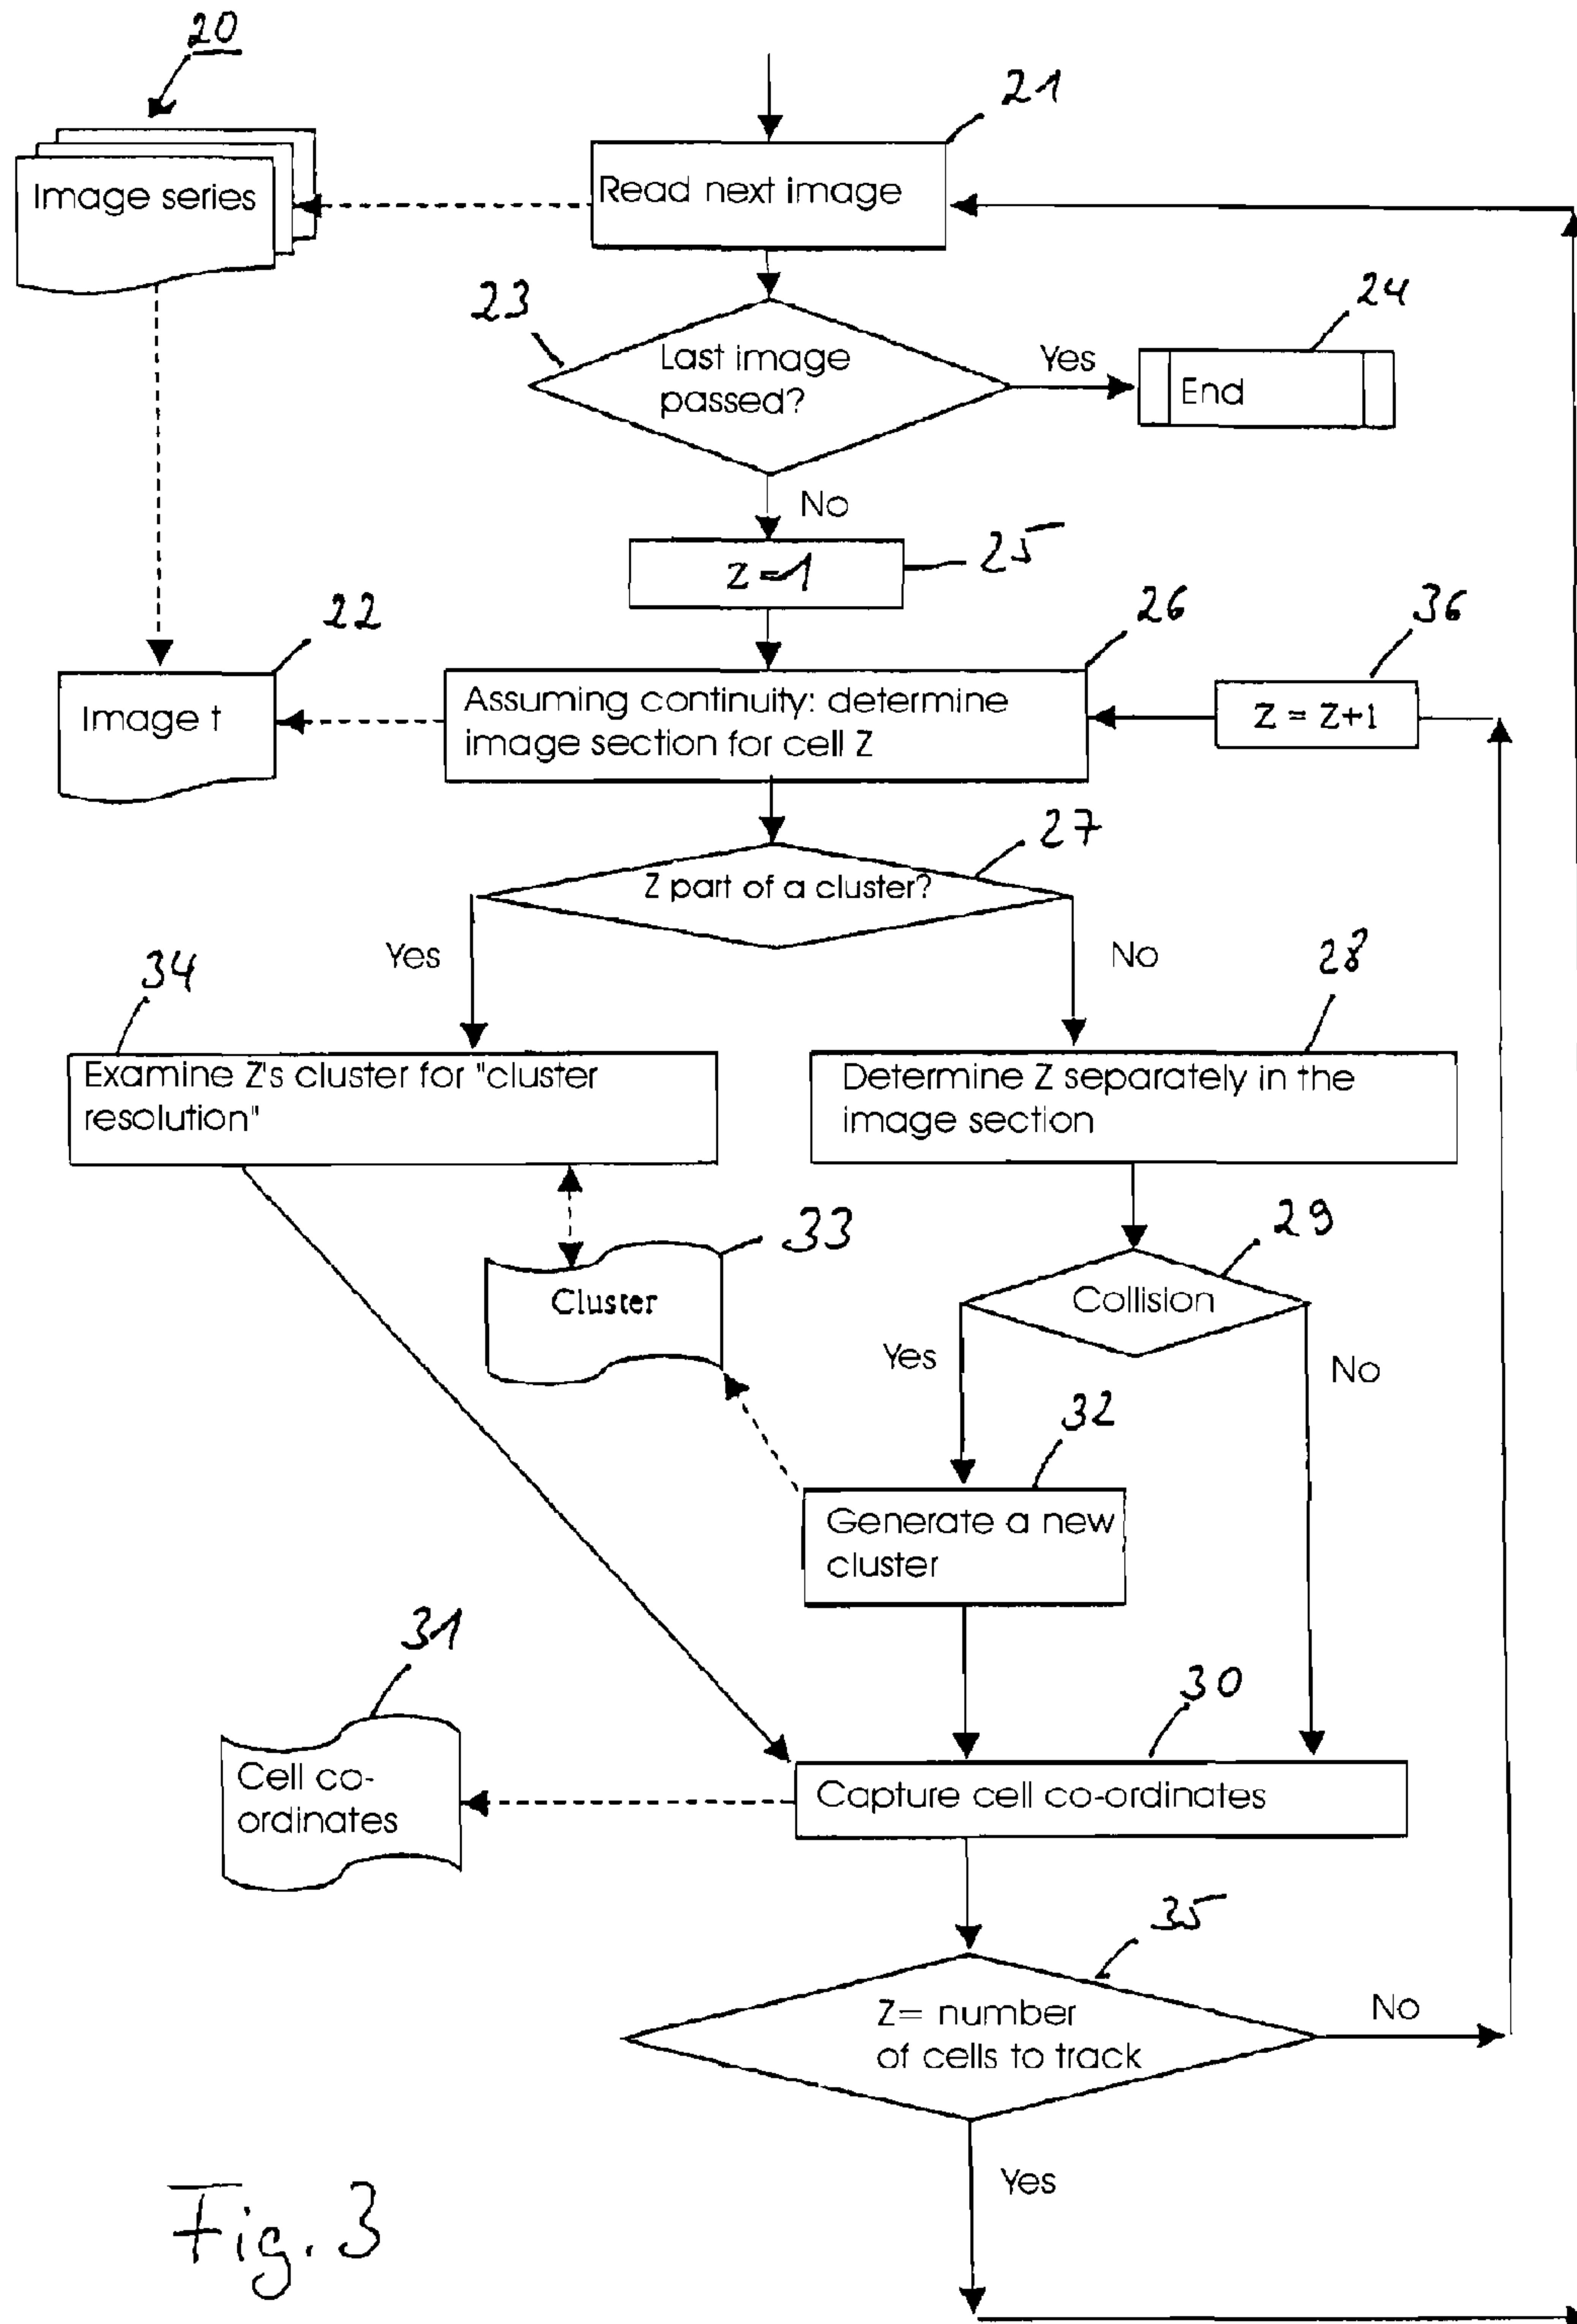 20
21
Image series
Read next image
23
24
Last image
passed?
Yes
End
No
z=1
25
22
26
36
Image t
Assuming continuity: determine
image section for cell Z
z = z+1
27
Z part of a cluster?
Yes
No
34
28
Examine Z's cluster for "cluster
resolution"
Determine Z separately in the
image section
33
29
Cluster
Collision
Yes
No
32
Generate a new
cluster
31
30
Cell co-
ordinates
Capture cell co-ordinates
35
Z= number
of cells to track
No
Yes
Fig. 3